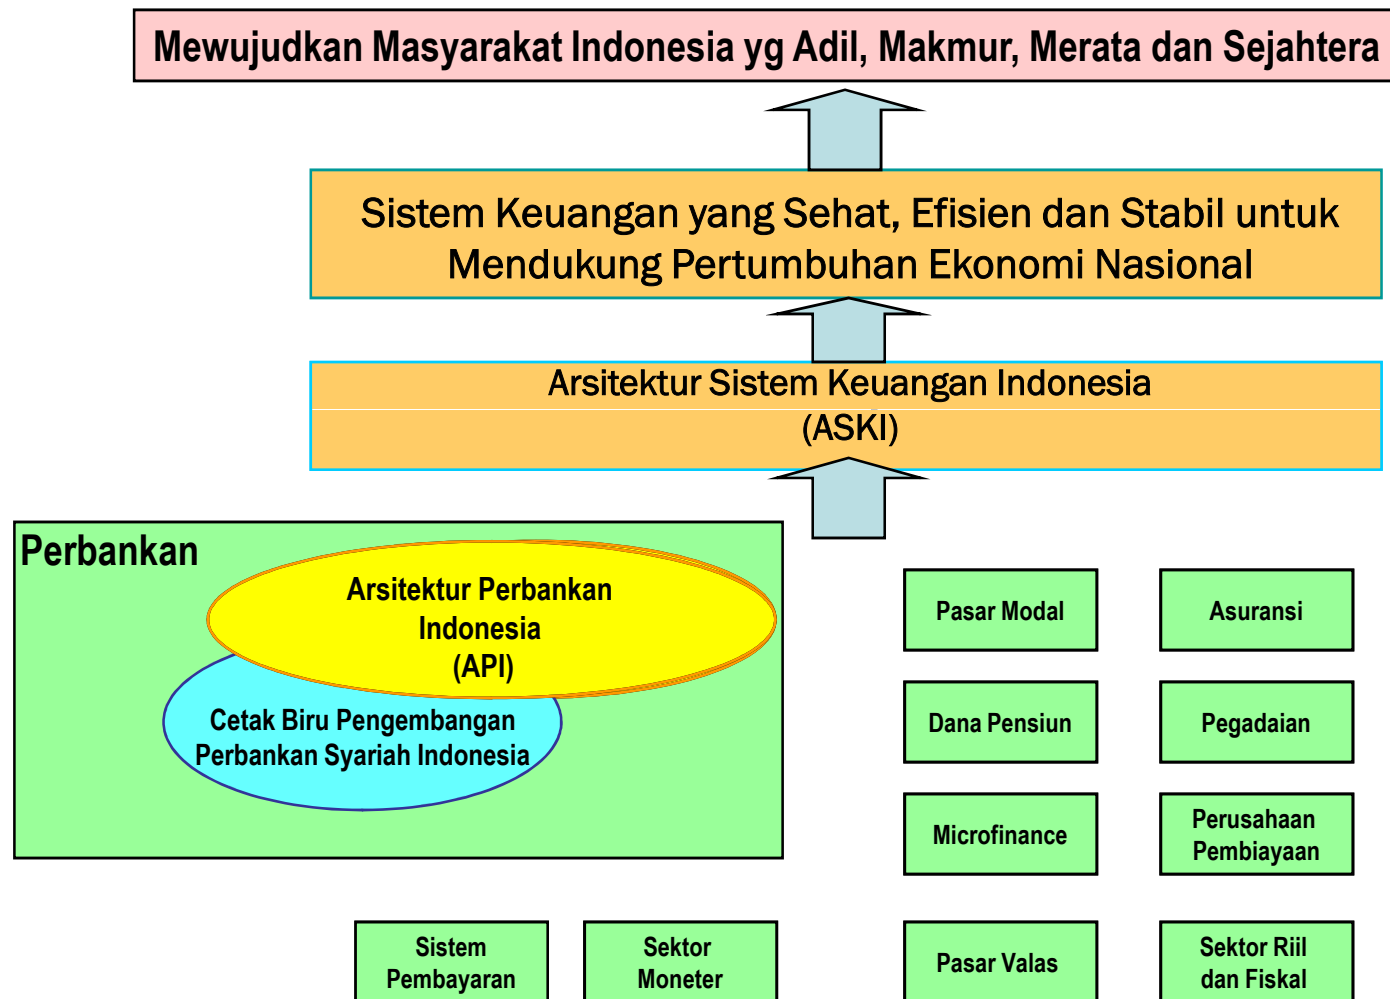 Mewujudkan Masyarakat Indonesia yg Adil, Makmur, Merata dan Sejahtera
Sistem Keuangan yang Sehat, Efisien dan Stabil untuk
Mendukung Pertumbuhan Ekonomi Nasional
Arsitektur Sistem Keuangan Indonesia
(ASKI)
Perbankan
Arsitektur Perbankan
Indonesia
(API)
Cetak Biru Pengembangan
Perbankan Syariah Indonesia
Pasar Modal
Asuransi
Dana Pensiun
Pegadaian
Microfinance
Perusahaan
Pembiayaan
Sistem
Pembayaran
Sektor
Moneter
Pasar Valas
Sektor Riil
dan Fiskal